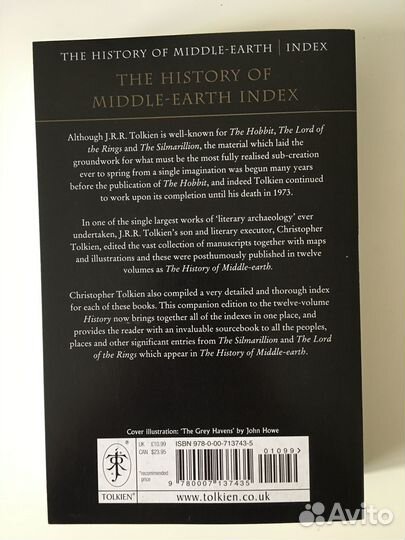 THE HISTORY OF MIDDLE-EARTH | INDEX
THE HISTORY OF
MIDDLE-EARTH INDEX
Although J.R.R. Tolkien is well-known for The Hobbit, The Lord of
the Rings and The Silmarillion, the material which laid the
groundwork for what must be the most fully realised sub-creation
ever to spring from a single imagination was begun many years
before the publication of The Hobbit, and indeed Tolkien continued
to work upon its completion until his death in 1973.
In one of the single largest works of 'literary archaeology' ever
undertaken, J.R.R. Tolkien's son and literary executor, Christopher
Tolkien, edited the vast collection of manuscripts together with maps
and illustrations and these were posthumously published in twelve
volumes as The History of Middle-earth.
Christopher Tolkien also compiled a very detailed and thorough index
for each of these books. This companion edition to the twelve-volume
History now brings together all of the indexes in one place, and
provides the reader with an invaluable sourcebook to all the peoples,
places and other significant entries from The Silmarillion and The Lord
of the Rings which appear in The History of Middle-earth.
Cover illustration: 'The Grey Havens' by John Howe
UK £10.99
CAN $23.95
*recommended
price
ISBN 978-0-00-713743-5
01099
9 780007 137435
TOLKIEN®
www.tolkien.co.uk
Avito